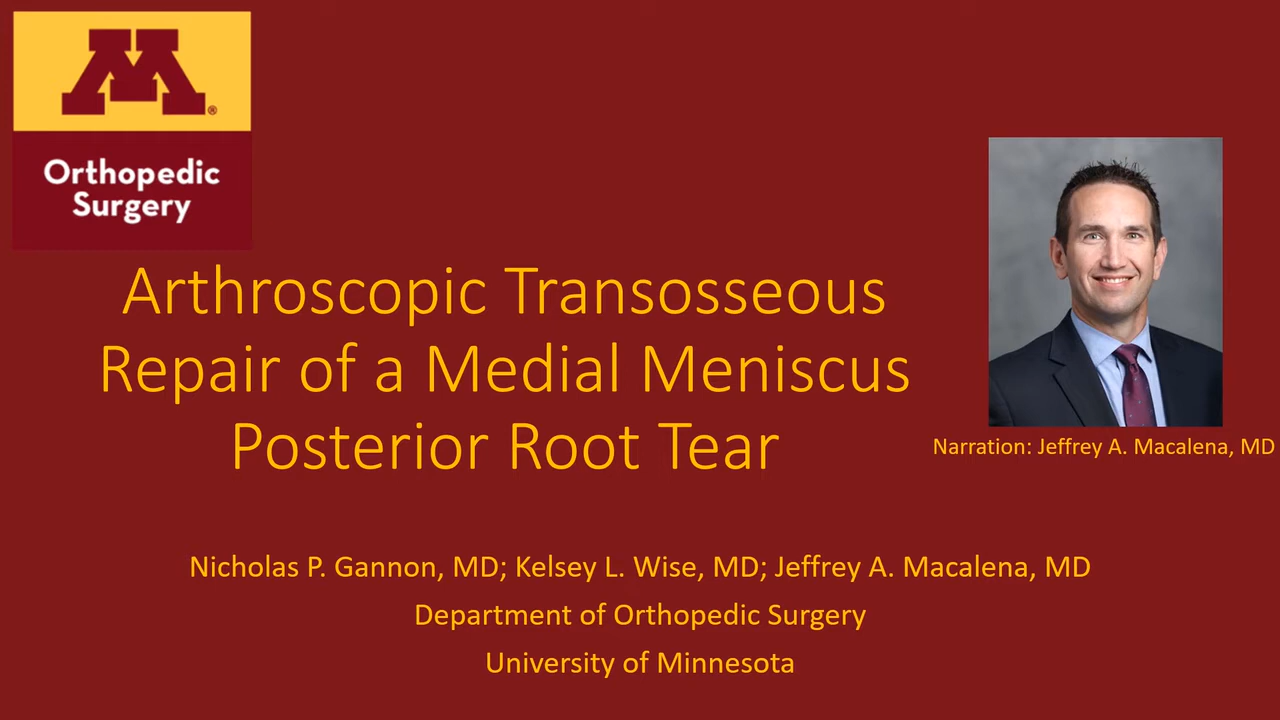 M®
Orthopedic
Surgery
Arthroscopic Transosseous
Repair of a Medial Meniscus
Posterior Root Tear
Narration: Jeffrey A. Macalena, MD
Nicholas P. Gannon, MD; Kelsey L. Wise, MD; Jeffrey A. Macalena, MD
Department of Orthopedic Surgery
University of Minnesota